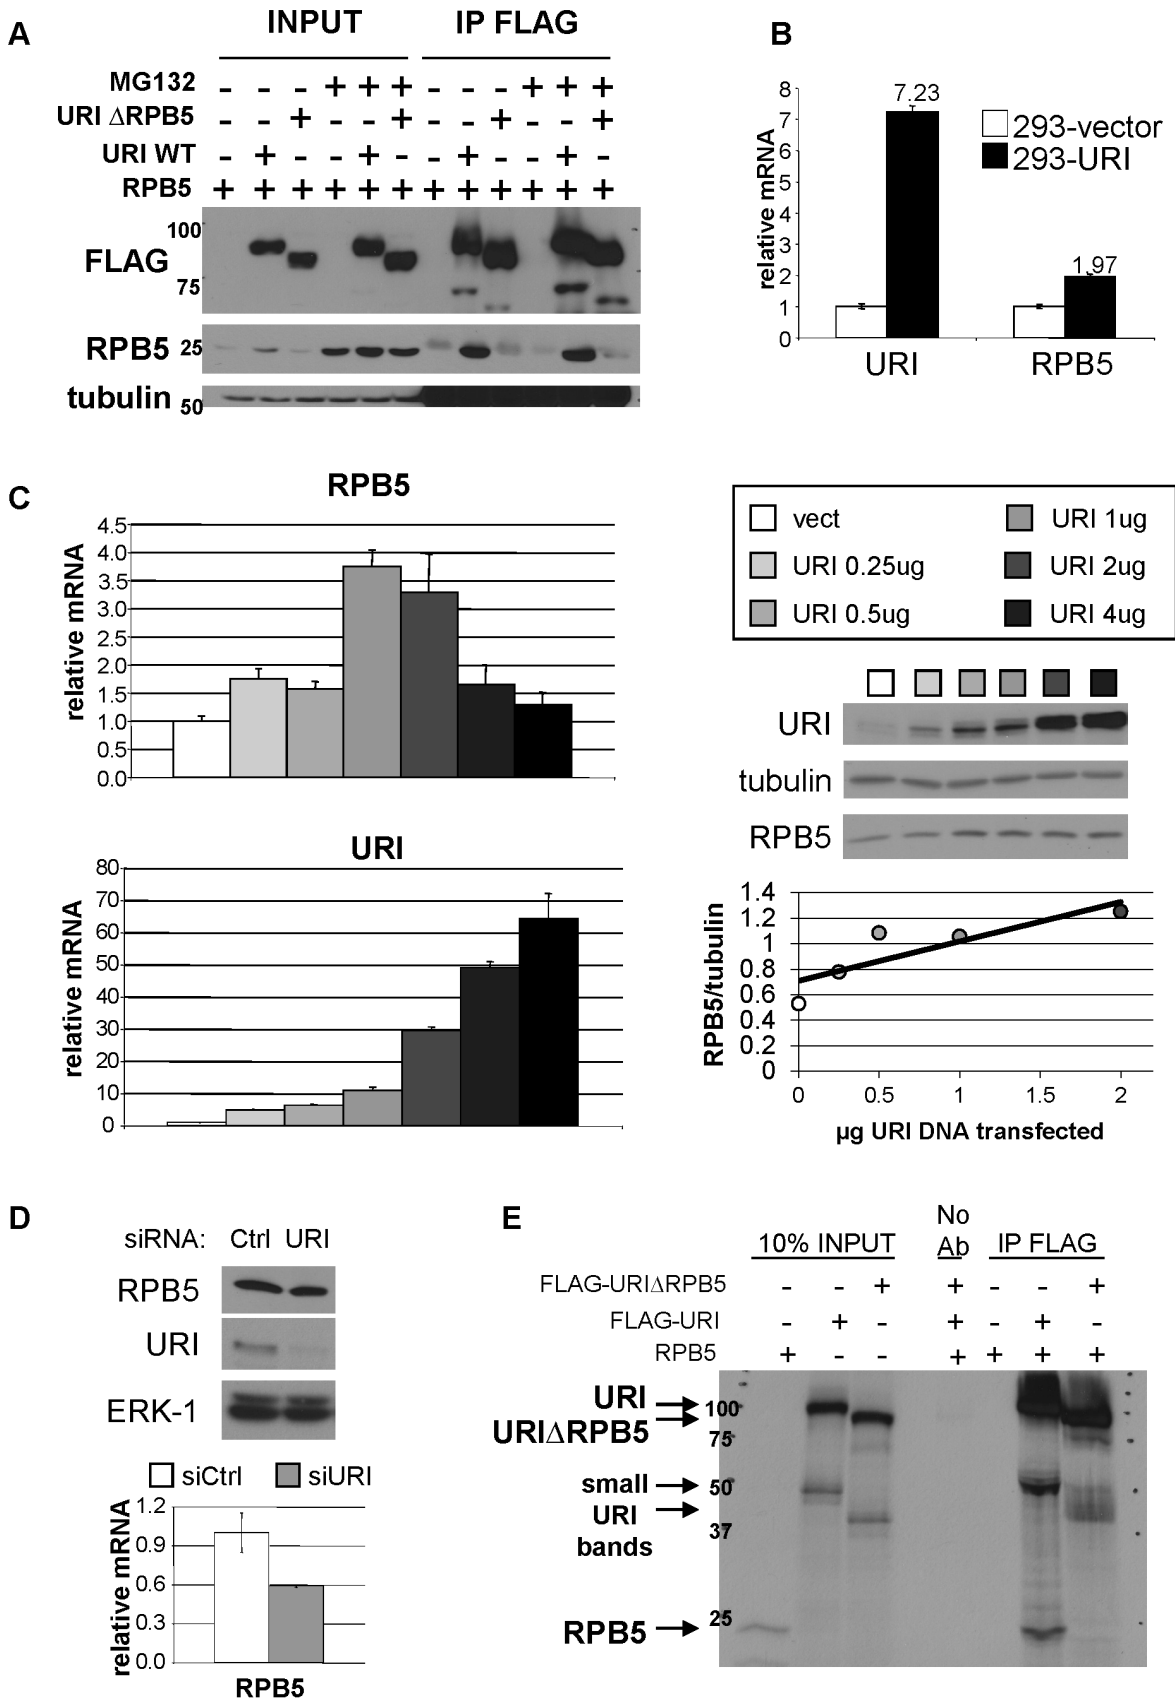 A
INPUT IP FLAG
MG132 - - - + + + - - - + + +
URI ΔRPB5 - - + - - + - - + - - +
URI WT - + - - + - - + - - + -
RPB5 + + + + + + + + + + + +
100
FLAG
75
RPB5 25
tubulin 50
B
8
7
6
5
4
3
2
1
0
relative mRNA
7.23
1.97
293-vector
293-URI
URI RPB5
C
RPB5
4.5
4.0
3.5
3.0
2.5
2.0
1.5
1.0
0.5
0.0
relative mRNA
URI
80
70
60
50
40
30
20
10
0
relative mRNA
vect URI 1ug
URI 0.25ug URI 2ug
URI 0.5ug URI 4ug
URI
tubulin
RPB5
1.4
1.2
1
0.8
0.6
0.4
0.2
0
RPB5/tubulin
0 0.5 1 1.5 2
µg URI DNA transfected
D
siRNA: Ctrl URI
RPB5
URI
ERK-1
siCtrl siURI
1.2
0.9
0.6
0.3
0.0
relative mRNA
RPB5
E
No
10% INPUT Ab IP FLAG
FLAG-URIΔRPB5 - - + + - - +
FLAG-URI - + - + - + -
RPB5 + - - + + + +
URI 100
URIΔRPB5 75
small 50
URI
37
bands
25
RPB5